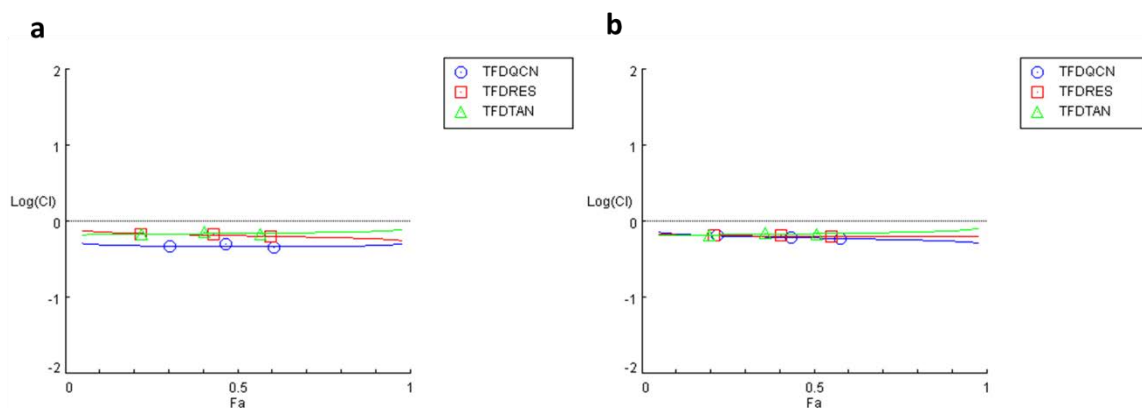 a
2
1
Log(CI)
0
-1
-2
0
0.5
1
Fa
TFDQCN
TFDRES
TFDTAN
b
2
1
Log(CI)
0
-1
-2
0
0.5
1
Fa
TFDQCN
TFDRES
TFDTAN